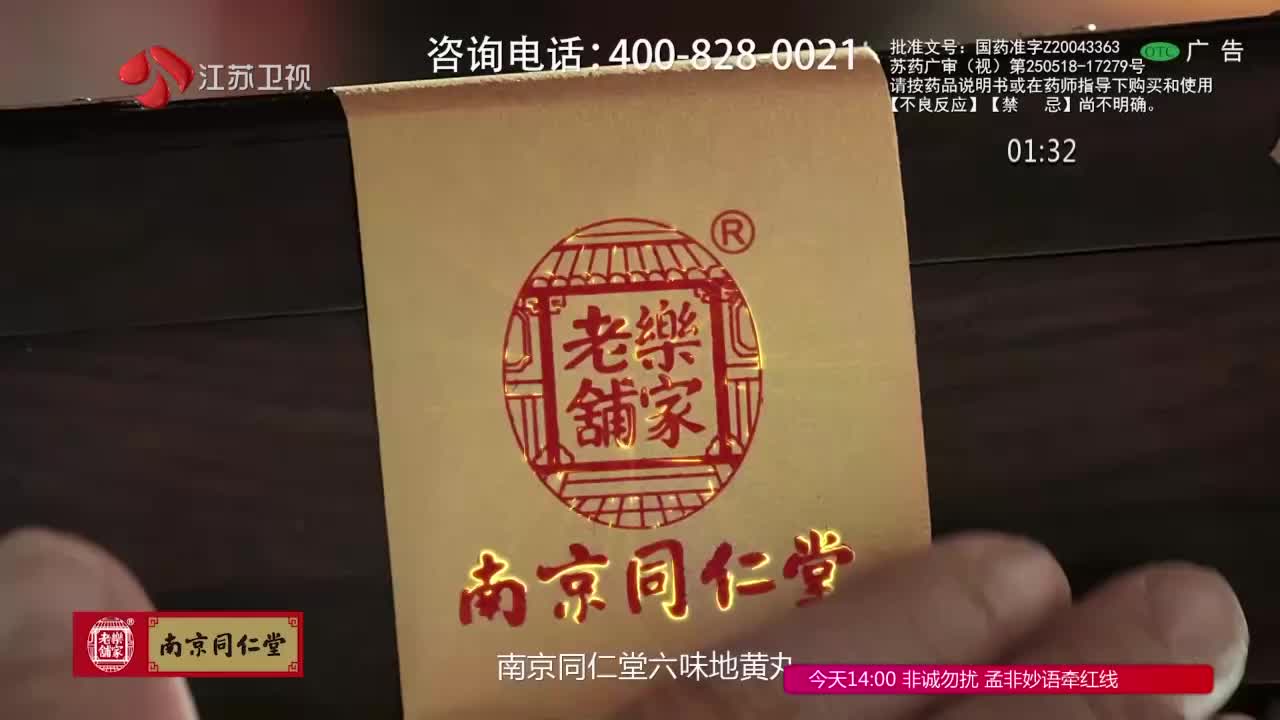 江苏卫视
咨询电话：400-828-0021
批准文号：国药准字Z20043363
OTC
广告
苏药广审（视）第250518-17279号
请按药品说明书或在药师指导下购买和使用
【不良反应】【禁 忌】尚不明确。
01:32
®
樂家
老舖
南京同仁堂
樂家
老舖
®
南京同仁堂
南京同仁堂六味地黄丸
今天14:00 非诚勿扰 孟非妙语牵红线